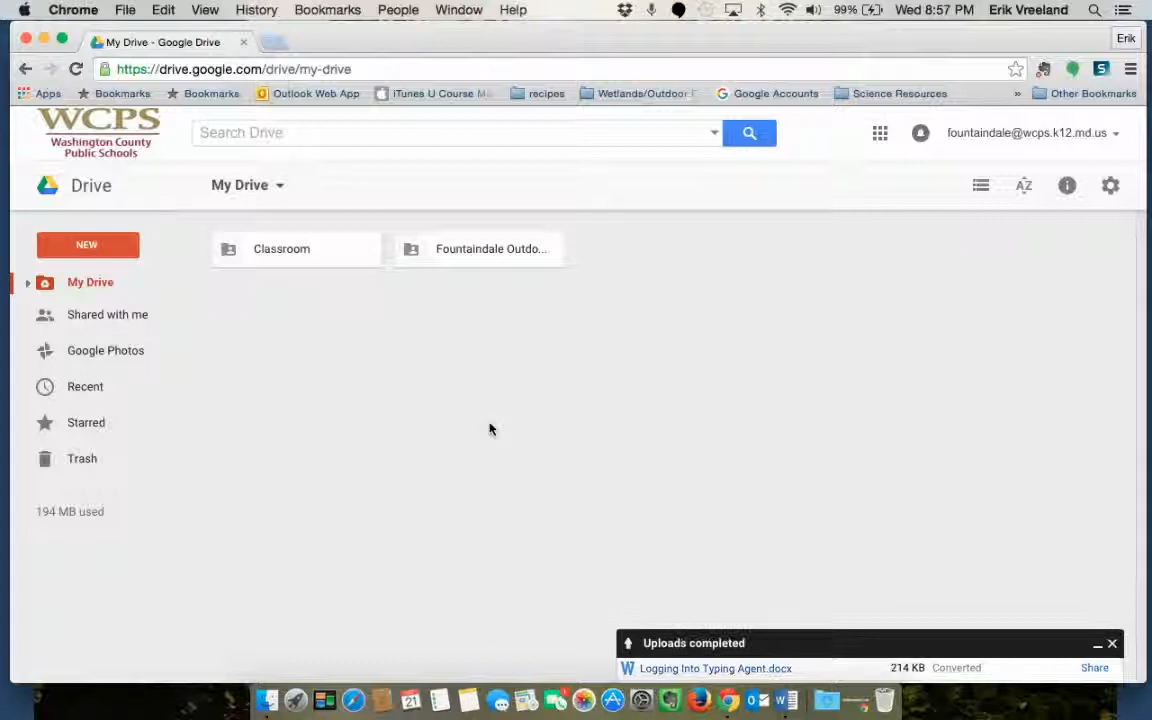 Chrome File Edit View History Bookmarks People Window Help 99% Wed 8:57 PM Erik Vreeland
My Drive - Google Drive Erik
https://drive.google.com/drive/my-drive
Apps Bookmarks Bookmarks Outlook Web App iTunes U Course M recipes Wetlands/Outdoor Google Accounts Science Resources » Other Bookmarks
WCPS
Washington County
Public Schools
Search Drive
fountaindale@wcps.k12.md.us
Drive My Drive AZ
NEW
Classroom Fountaindale Outdo...
My Drive
Shared with me
Google Photos
Recent
Starred
Trash
194 MB used
Uploads completed
Logging Into Typing Agent.docx 214 KB Converted Share
21